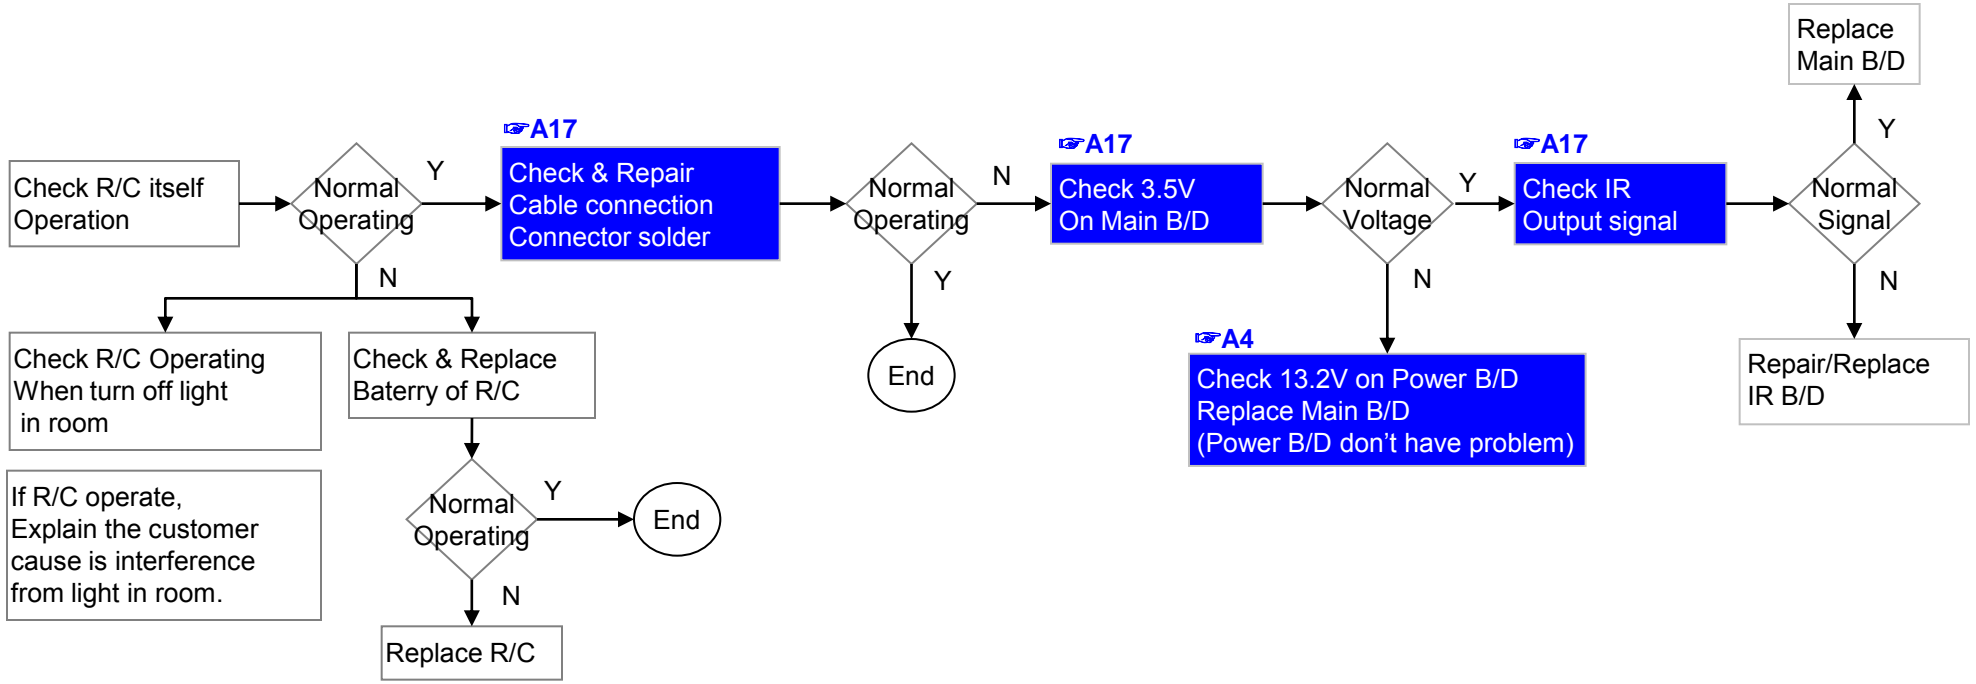 Check R/C itself
Operation
Normal
Operating
Y
N
☞A17
Check & Repair
Cable connection
Connector solder
Normal
Operating
N
Y
End
☞A17
Check 3.5V
On Main B/D
Normal
Voltage
Y
N
☞A17
Check IR
Output signal
Normal
Signal
Y
N
Replace
Main B/D
Repair/Replace
IR B/D
☞A4
Check 13.2V on Power B/D
Replace Main B/D
(Power B/D don’t have problem)
Check R/C Operating
When turn off light
in room
Check & Replace
Baterry of R/C
If R/C operate,
Explain the customer
cause is interference
from light in room.
Normal
Operating
Y
End
N
Replace R/C